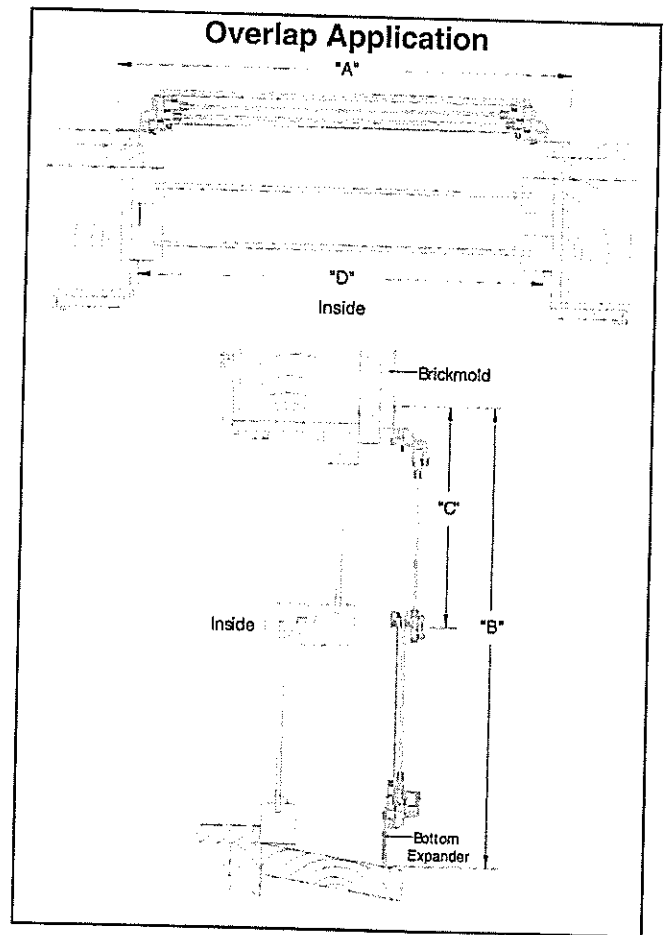 Overlap Application
"A"
"D"
Inside
Brickmold
"C"
Inside
"B"
Bottom
Expander